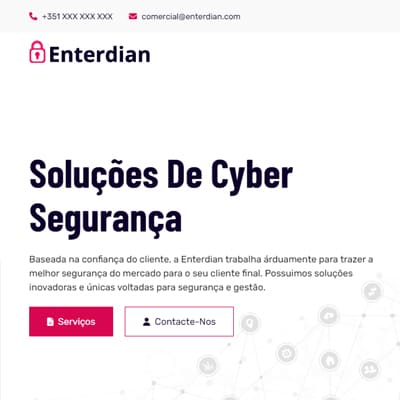 +351 XXX XXX XXX comercial@enterdian.com
Enterdian
Soluções De Cyber
Segurança
Baseada na confiança do cliente, a Enterdian trabalha árduamente para trazer a
melhor segurança do mercado para o seu cliente final. Possuimos soluções
inovadoras e únicas voltadas para segurança e gestão.
Serviços Contacte-Nos